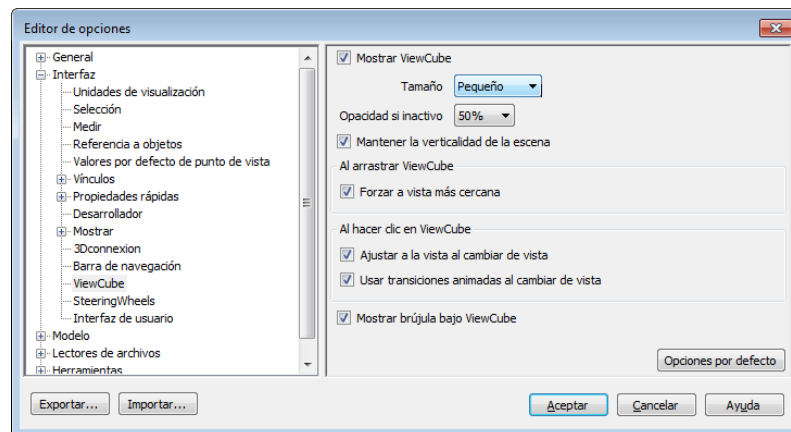 Editor de opciones
General
Interfaz
Unidades de visualización
Selección
Medir
Referencia a objetos
Valores por defecto de punto de vista
Vínculos
Propiedades rápidas
Desarrollador
Mostrar
3Dconnexion
Barra de navegación
ViewCube
SteeringWheels
Interfaz de usuario
Modelo
Lectores de archivos
Herramientas
Mostrar ViewCube
Tamaño Pequeño
Opacidad si inactivo 50%
Mantener la verticalidad de la escena
Al arrastrar ViewCube
Forzar a vista más cercana
Al hacer clic en ViewCube
Ajustar a la vista al cambiar de vista
Usar transiciones animadas al cambiar de vista
Mostrar brújula bajo ViewCube
Opciones por defecto
Exportar... Importar... Aceptar Cancelar Ayuda